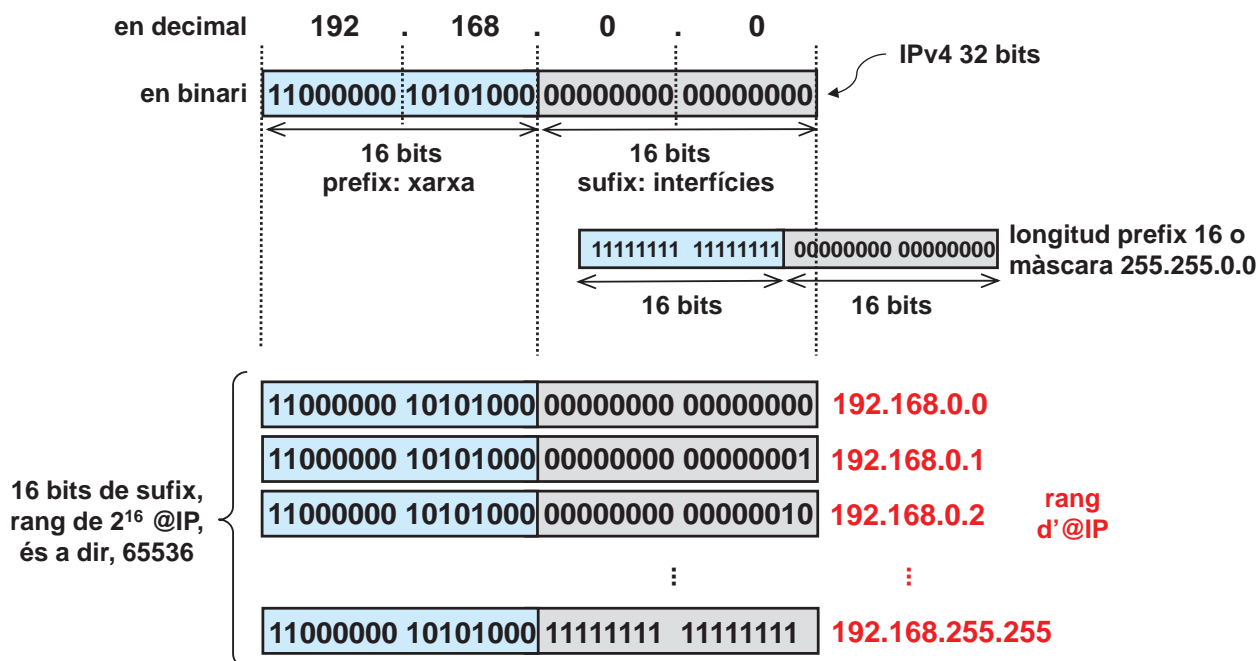 en decimal 192 . 168 . 0 . 0
IPv4 32 bits
en binari 11000000 10101000 00000000 00000000
16 bits 16 bits
prefix: xarxa sufix: interfícies
11111111 11111111 00000000 00000000
longitud prefix 16 o
màscara 255.255.0.0
16 bits 16 bits
11000000 10101000 00000000 00000000 192.168.0.0
11000000 10101000 00000000 00000001 192.168.0.1
11000000 10101000 00000000 00000010 192.168.0.2
16 bits de sufix,
rang de 2¹⁶ @IP,
és a dir, 65536
rang
d'@IP
⋮ ⋮
11000000 10101000 11111111 11111111 192.168.255.255